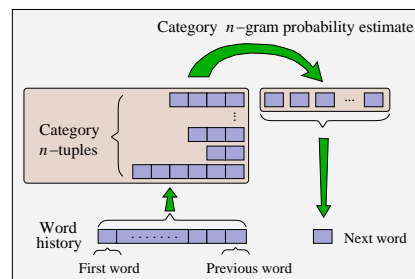 Category n−gram probability estimate
Category
n−tuples
...
Word
history
.......
Next word
First word
Previous word